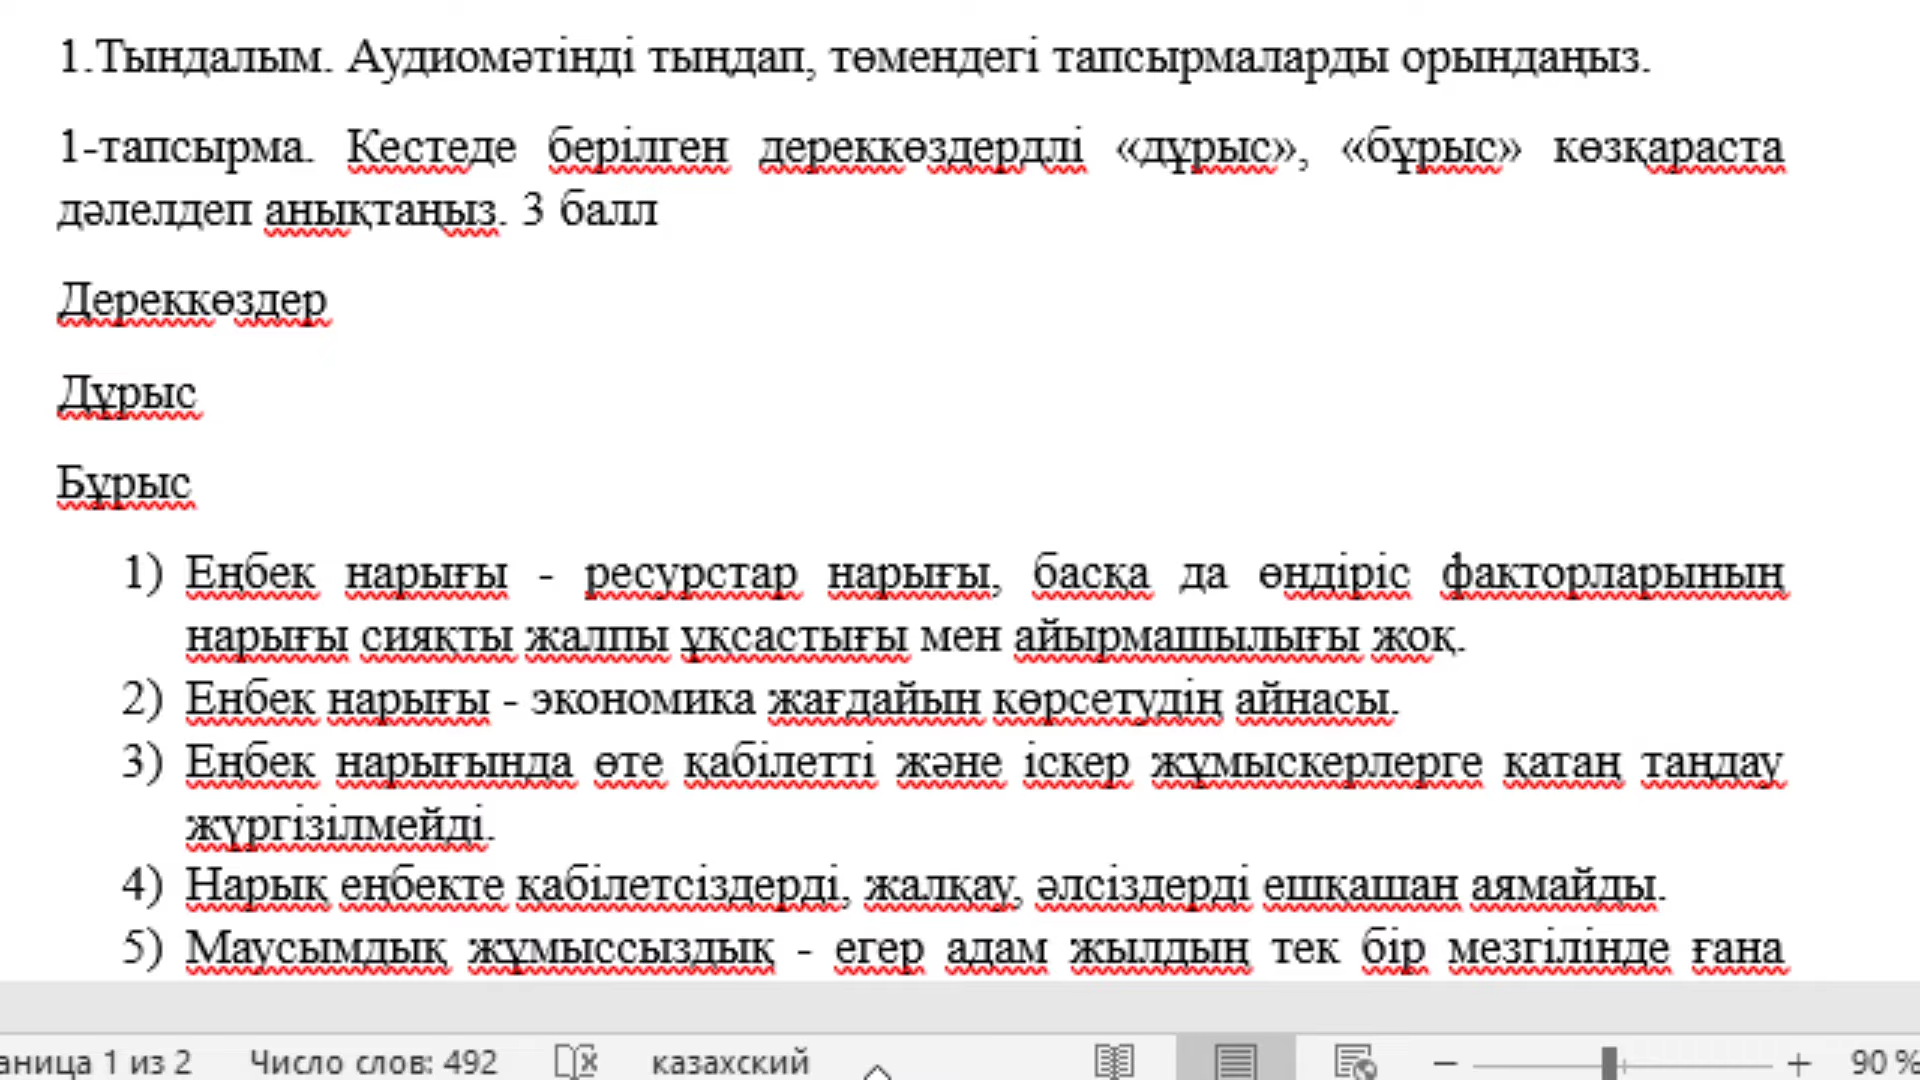 1.Тындалым. Аудиомәтінді тыңдап, төмендегі тапсырмаларды орындаңыз.
1-тапсырма. Кестеде берілген дереккөздердлі «дұрыс», «бұрыс» көзқараста
дәлелдеп анықтаңыз. 3 балл
Дереккөздер
Дұрыс
Бұрыс
1) Еңбек нарығы - ресурстар нарығы, басқа да өндіріс факторларының
нарығы сияқты жалпы ұқсастығы мен айырмашылығы жоқ.
2) Еңбек нарығы - экономика жағдайын көрсетудің айнасы.
3) Еңбек нарығында өте қабілетті және іскер жұмыскерлерге қатаң таңдау
жүргізілмейді.
4) Нарық еңбекте қабілетсіздерді, жалқау, әлсіздерді ешқашан аямайды.
5) Маусымдық жұмыссыздық - егер адам жылдың тек бір мезгілінде ғана
аница 1 из 2 Число слов: 492 казахский 90 %